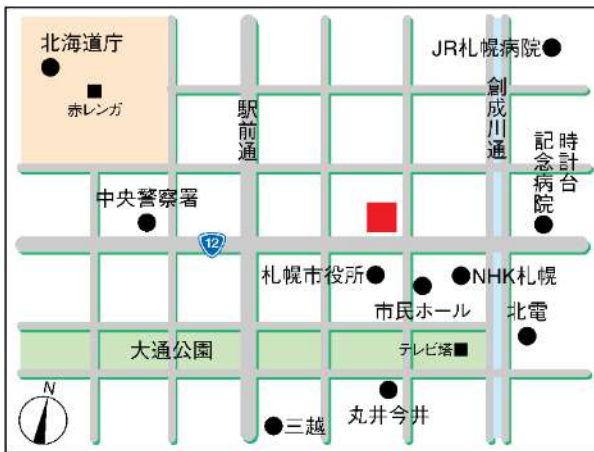 北海道庁
赤レンガ
JR札幌病院
駅前通
創成川通
時計台
記念病院
中央警察署
12
札幌市役所
NHK札幌
市民ホール
北電
大通公園
テレビ塔
丸井今井
三越
N